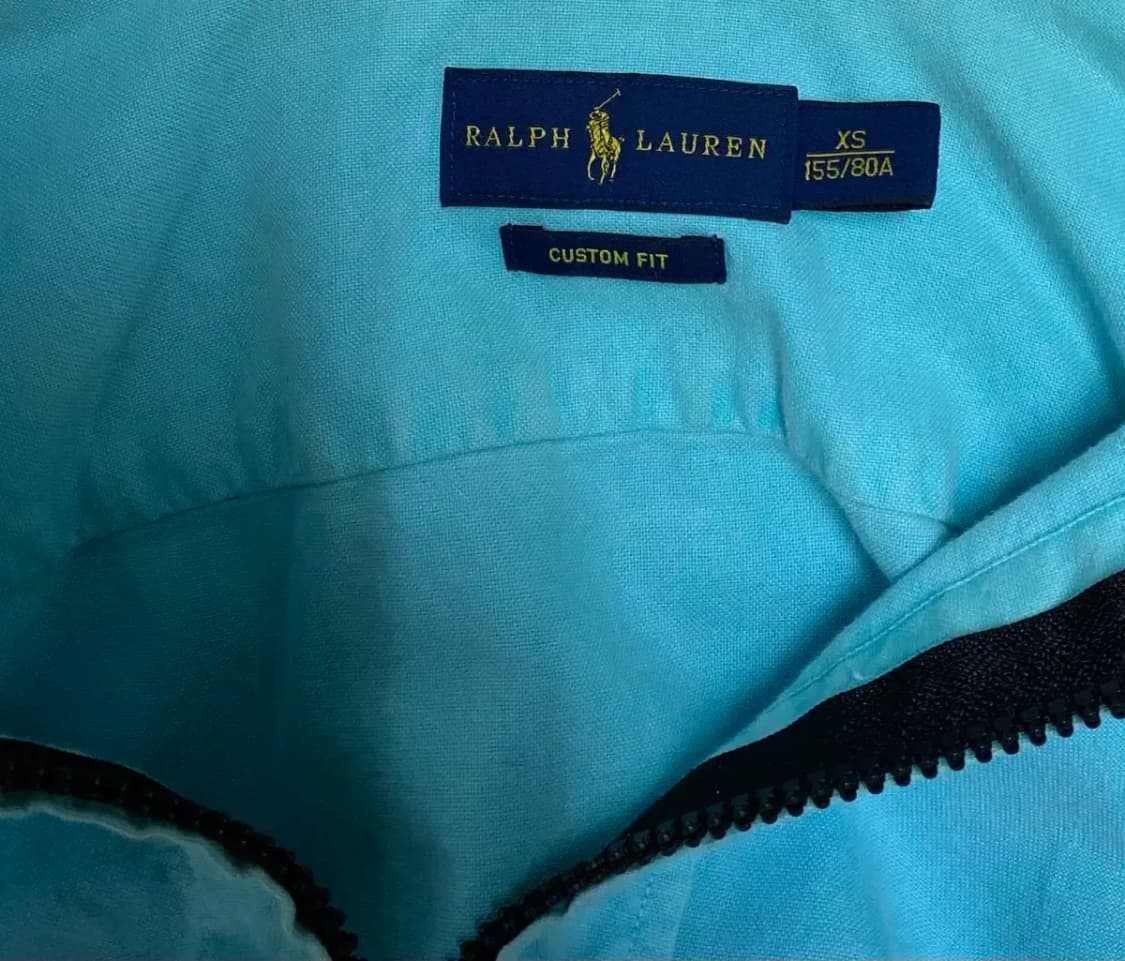 RALPH LAUREN
XS
155/80A
CUSTOM FIT